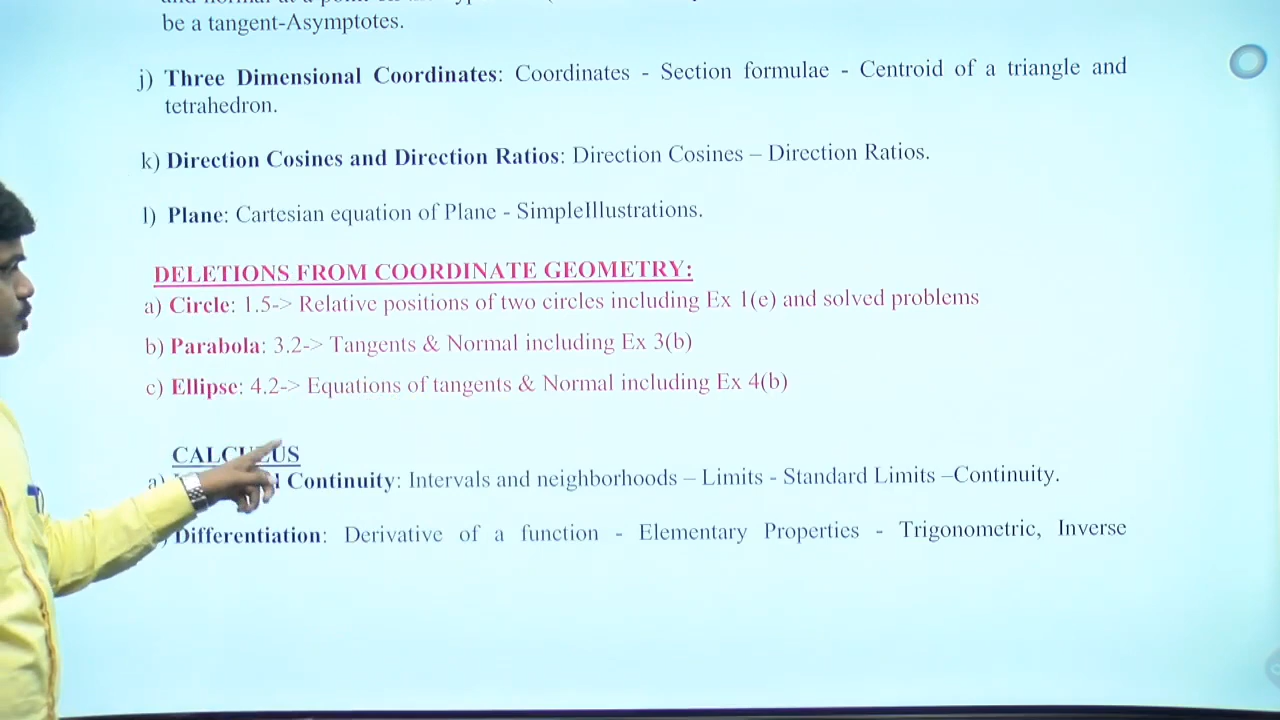 be a tangent-Asymptotes.
j) Three Dimensional Coordinates: Coordinates - Section formulae - Centroid of a triangle and
tetrahedron.
k) Direction Cosines and Direction Ratios: Direction Cosines – Direction Ratios.
l) Plane: Cartesian equation of Plane - SimpleIllustrations.
DELETIONS FROM COORDINATE GEOMETRY:
a) Circle: 1.5-> Relative positions of two circles including Ex 1(e) and solved problems
b) Parabola: 3.2-> Tangents & Normal including Ex 3(b)
c) Ellipse: 4.2-> Equations of tangents & Normal including Ex 4(b)
CALCULUS
a) Continuity: Intervals and neighborhoods – Limits - Standard Limits –Continuity.
Differentiation: Derivative of a function - Elementary Properties - Trigonometric, Inverse